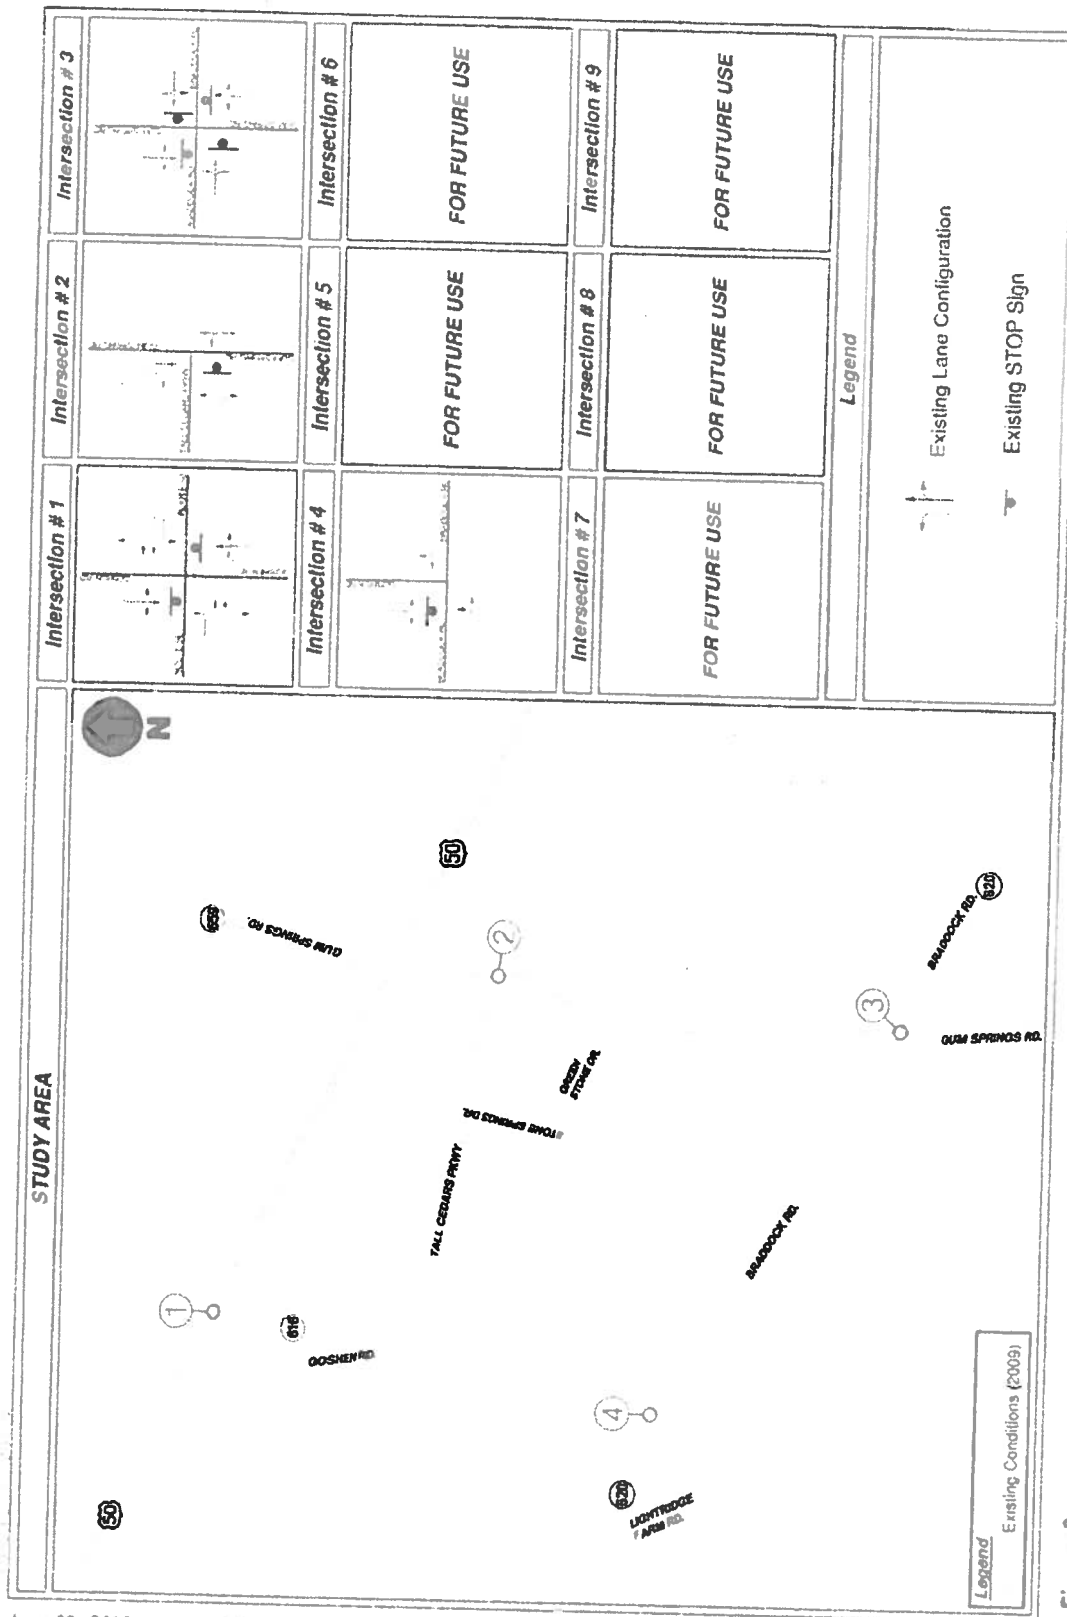 STUDY AREA
N
50
659
GUM SPRINGS RD.
50
2
1
616
GOSHEN RD.
TALL CEDARS PKWY
STONE SPRINGS DR.
GREEN
STONE DR.
4
620
LIGHTRIDGE
FARM RD.
BRADDOCK RD.
3
BRADDOCK RD.
620
GUM SPRINGS RD.
Legend
Existing Conditions (2009)
Intersection # 1
Intersection # 2
Intersection # 3
Intersection # 4
Intersection # 5
Intersection # 6
FOR FUTURE USE
FOR FUTURE USE
Intersection # 7
Intersection # 8
Intersection # 9
FOR FUTURE USE
FOR FUTURE USE
FOR FUTURE USE
Legend
Existing Lane Configuration
Existing STOP Sign